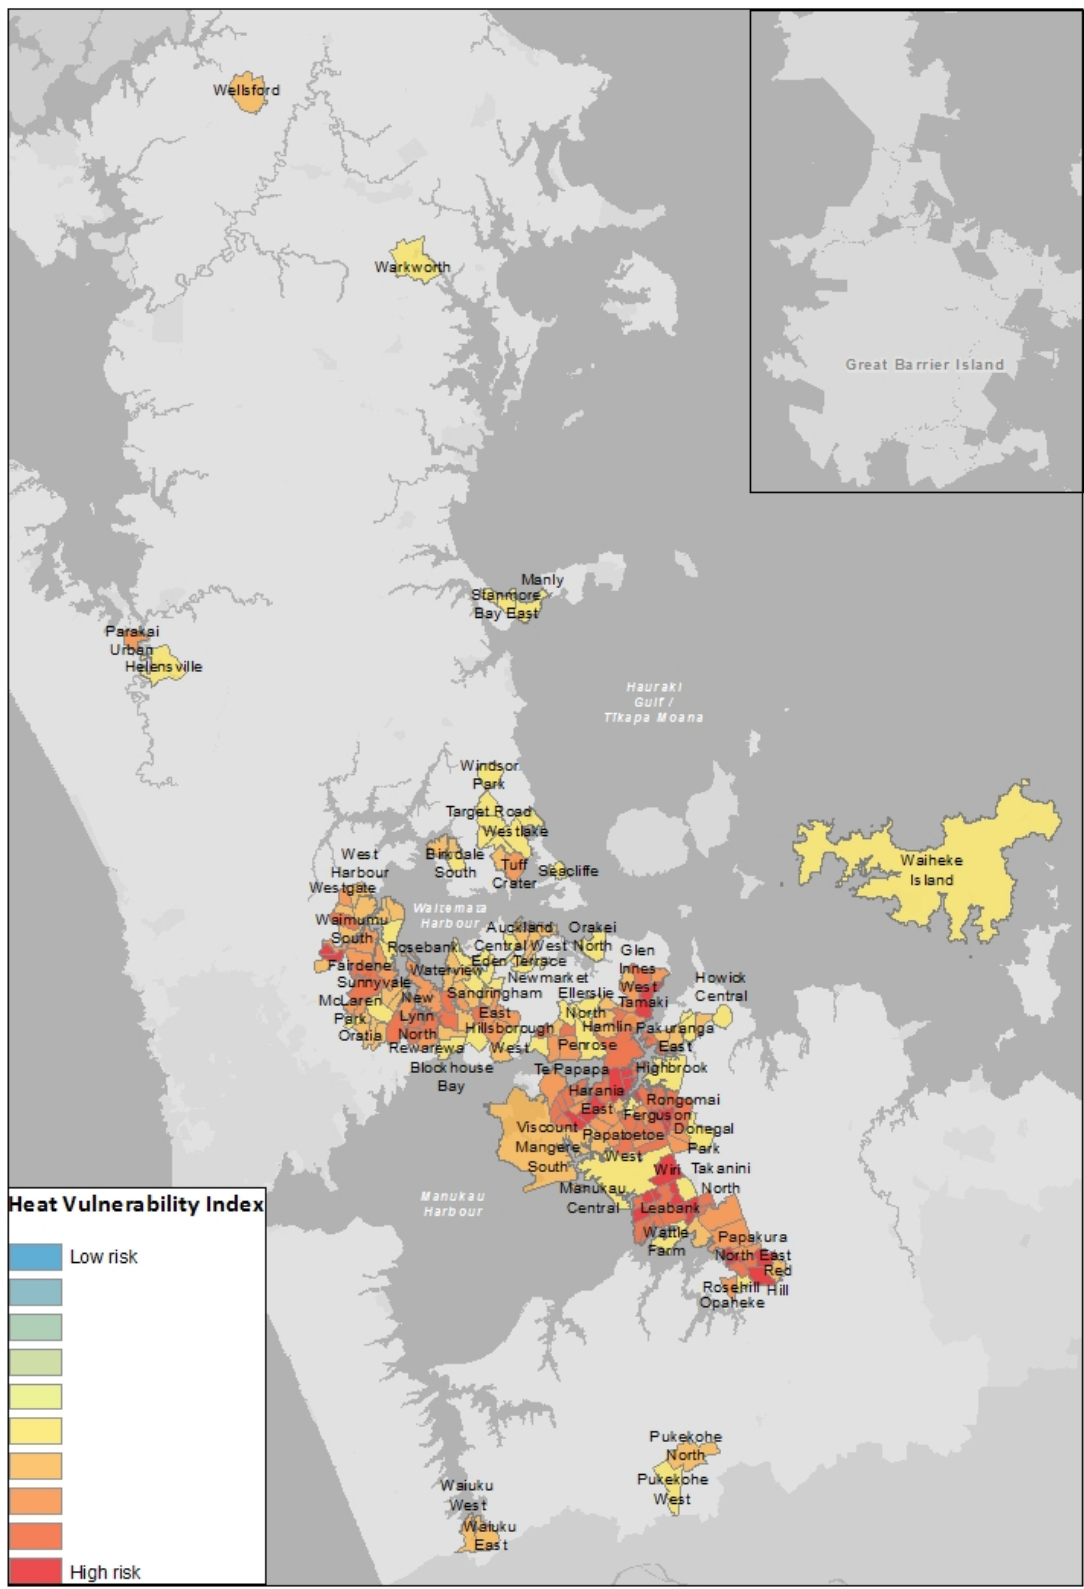 Wellsford
Warkworth
Great Barrier Island
Manly
Stanmore
Bay East
Parakai
Urban
Helensville
Hauraki
Gulf /
Tīkapa Moana
Windsor
Park
Target Road
Westlake
Birkdale
South
Tuff
Crater
Seacliffe
Waiheke
Island
West
Harbour
Westgate
Waitemata
Harbour
Waimumu
South
Auckland
Central West
Orakei
North
Rosebank
Eden Terrace
Glen
Innes
West
Fairdene
Waterview
Newmarket
Howick
Central
Sunnyvale
Sandringham
East
Ellerslie
North
Tamaki
McLaren
Park
New
Lynn
North
Oratia
Hillsborough
West
Hamlin
Pakuranga
East
Rewarewa
Penrose
Blockhouse
Bay
Te Papapa
Highbrook
Harania
East
Rongomai
Ferguson
Viscount
Papatoetoe
West
Donegal
Park
Mangere
South
Wiri
Takanini
North
Manukau
Central
Manukau
Harbour
Leabank
Wattle
Farm
Papakura
North East
Red
Hill
Rosehill
Opaheke
Pukekohe
North
Pukekohe
West
Waiuku
West
Waiuku
East
Heat Vulnerability Index
Low risk
High risk